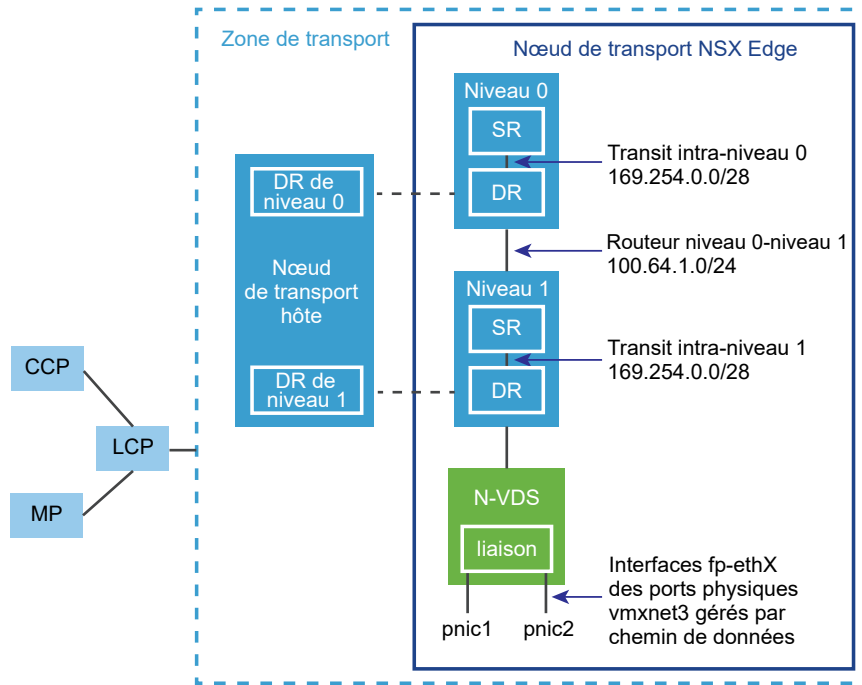 Zone de transport
Nœud de transport NSX Edge
Niveau 0
SR
DR
Transit intra-niveau 0
169.254.0.0/28
DR de
niveau 0
Routeur niveau 0-niveau 1
100.64.1.0/24
Nœud
de transport
hôte
Niveau 1
SR
DR
Transit intra-niveau 1
169.254.0.0/28
DR de
niveau 1
CCP
LCP
MP
N-VDS
liaison
pnic1
pnic2
Interfaces fp-ethX
des ports physiques
vmxnet3 gérés par
chemin de données